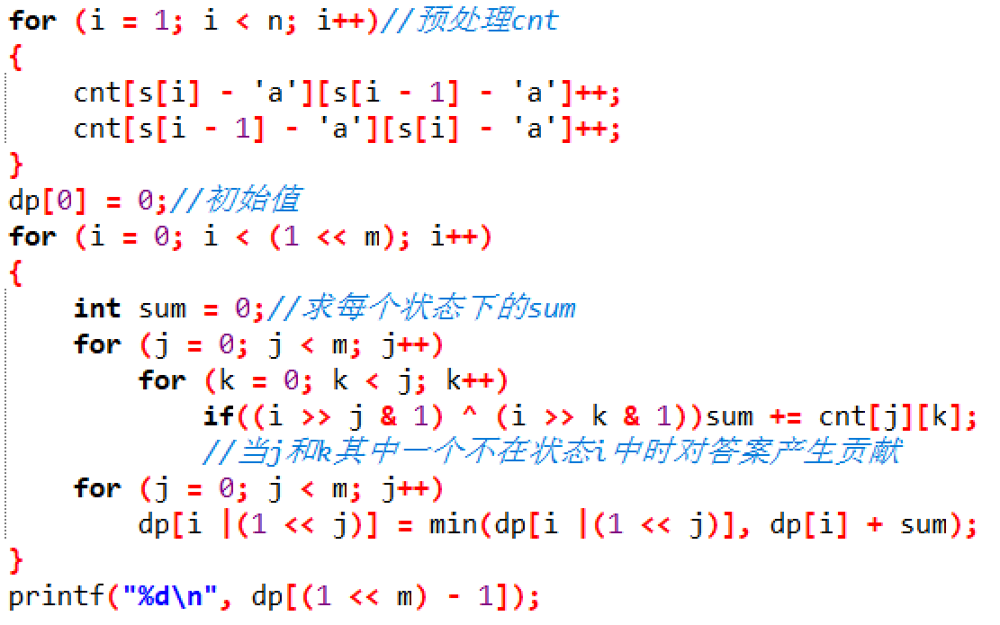 for (i = 1; i < n; i++)//预处理cnt
{
    cnt[s[i] - 'a'][s[i - 1] - 'a']++;
    cnt[s[i - 1] - 'a'][s[i] - 'a']++;
}
dp[0] = 0;//初始值
for (i = 0; i < (1 << m); i++)
{
    int sum = 0;//求每个状态下的sum
    for (j = 0; j < m; j++)
        for (k = 0; k < j; k++)
            if((i >> j & 1) ^ (i >> k & 1))sum += cnt[j][k];
            //当j和k其中一个不在状态i中时对答案产生贡献
    for (j = 0; j < m; j++)
        dp[i |(1 << j)] = min(dp[i |(1 << j)], dp[i] + sum);
}
printf("%d\n", dp[(1 << m) - 1]);